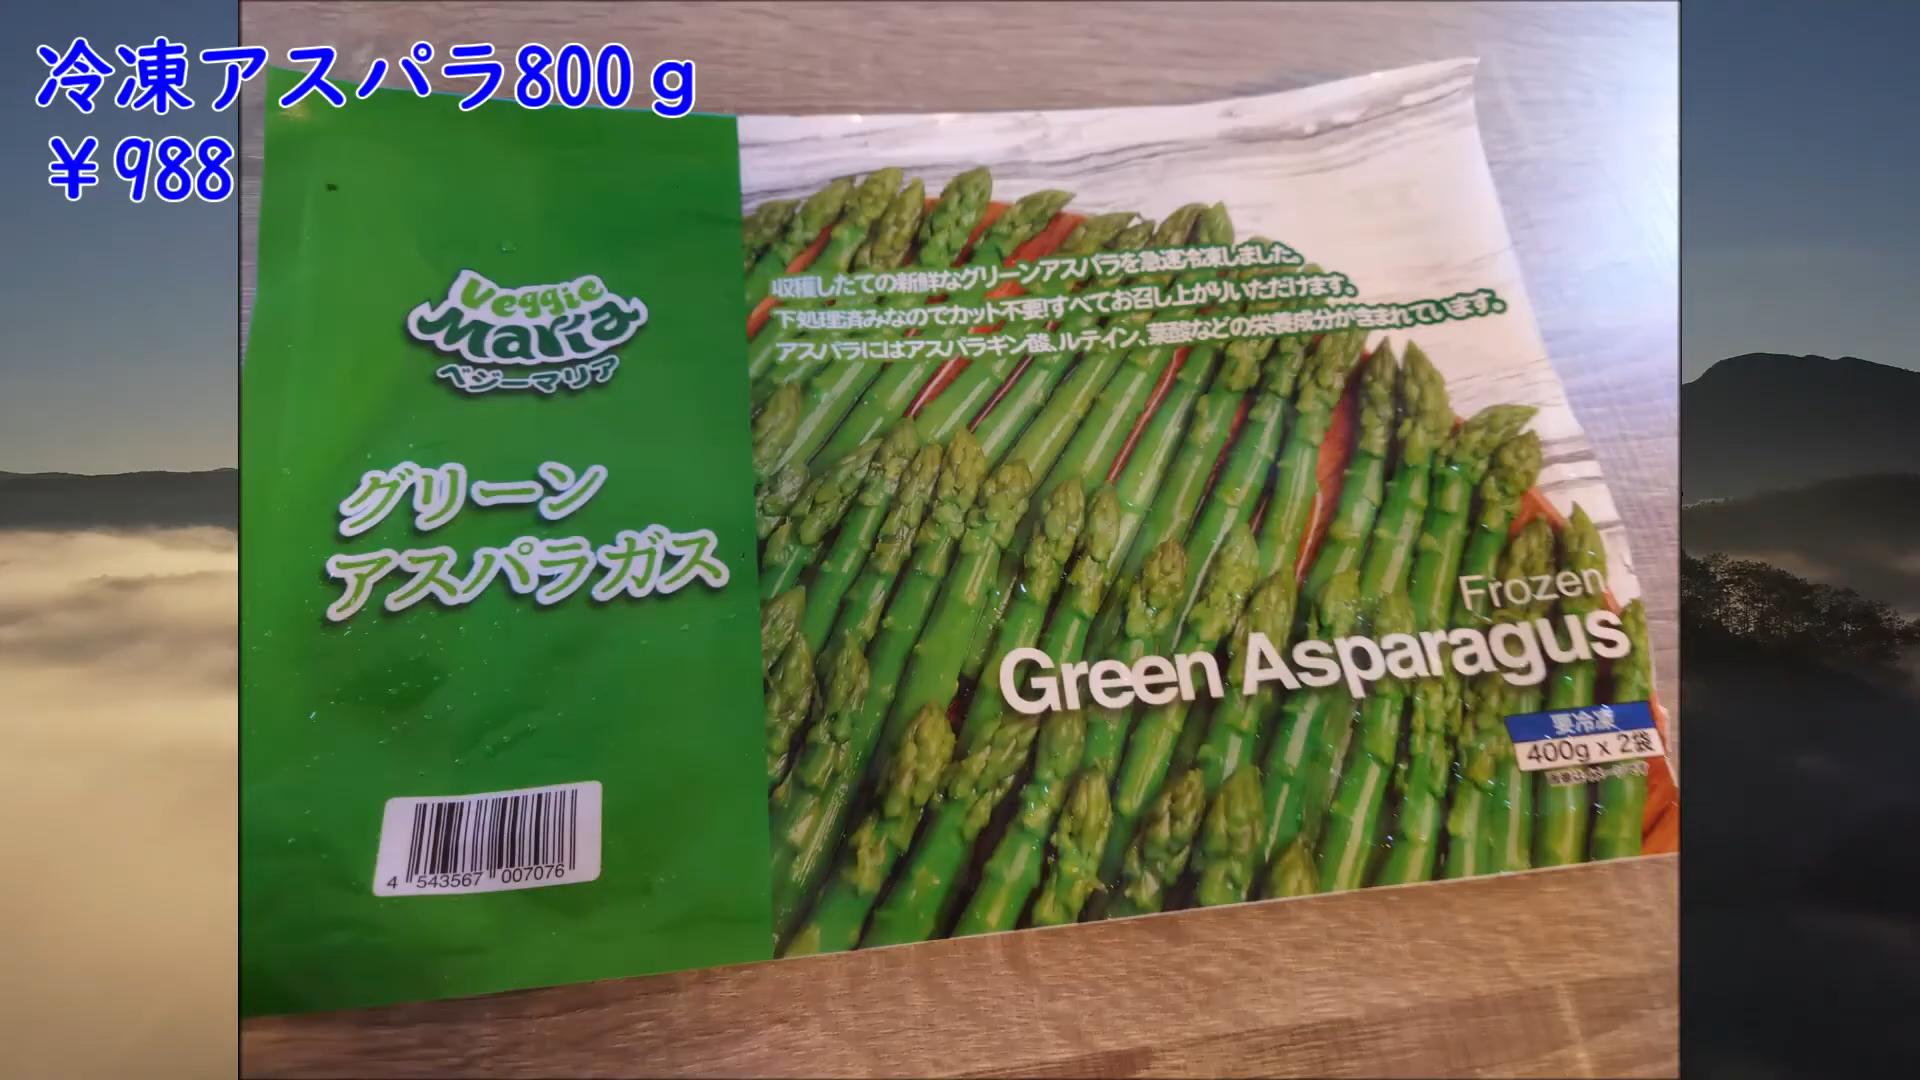 冷凍アスパラ800ｇ
￥988
Veggie
Maria
ベジーマリア
グリーン
アスパラガス
収穫したての新鮮なグリーンアスパラを急速冷凍しました。
下処理済みなのでカット不要!すべてお召し上がりいただけます。
アスパラにはアスパラギン酸、ルテイン、葉酸などの栄養成分が含まれています。
Frozen
Green Asparagus
要冷凍
400g x 2袋
4 543567 007076